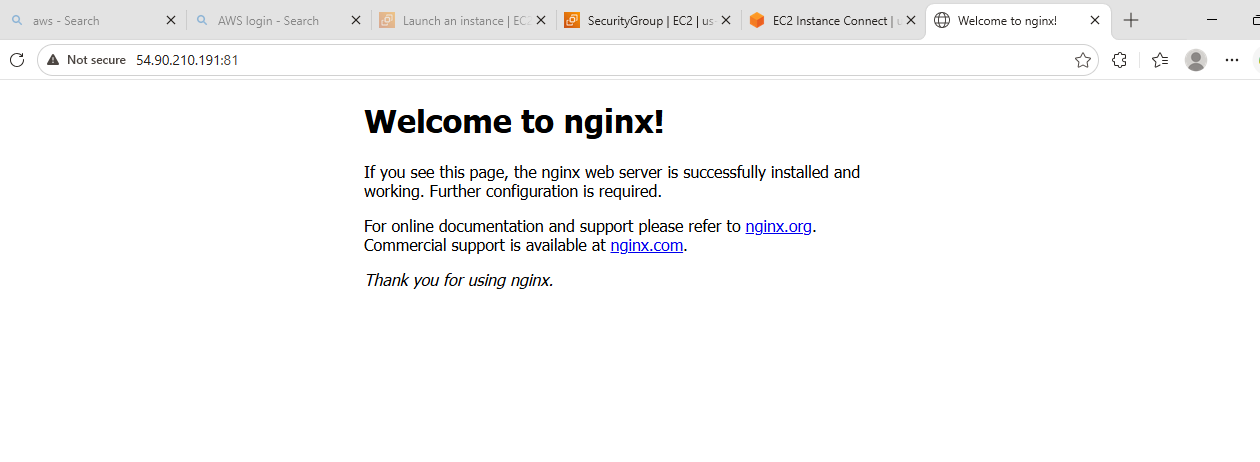 aws - Search
AWS login - Search
Launch an instance | EC2
SecurityGroup | EC2 | us-
EC2 Instance Connect | u
Welcome to nginx!
Not secure 54.90.210.191:81
Welcome to nginx!
If you see this page, the nginx web server is successfully installed and
working. Further configuration is required.
For online documentation and support please refer to nginx.org.
Commercial support is available at nginx.com.
Thank you for using nginx.